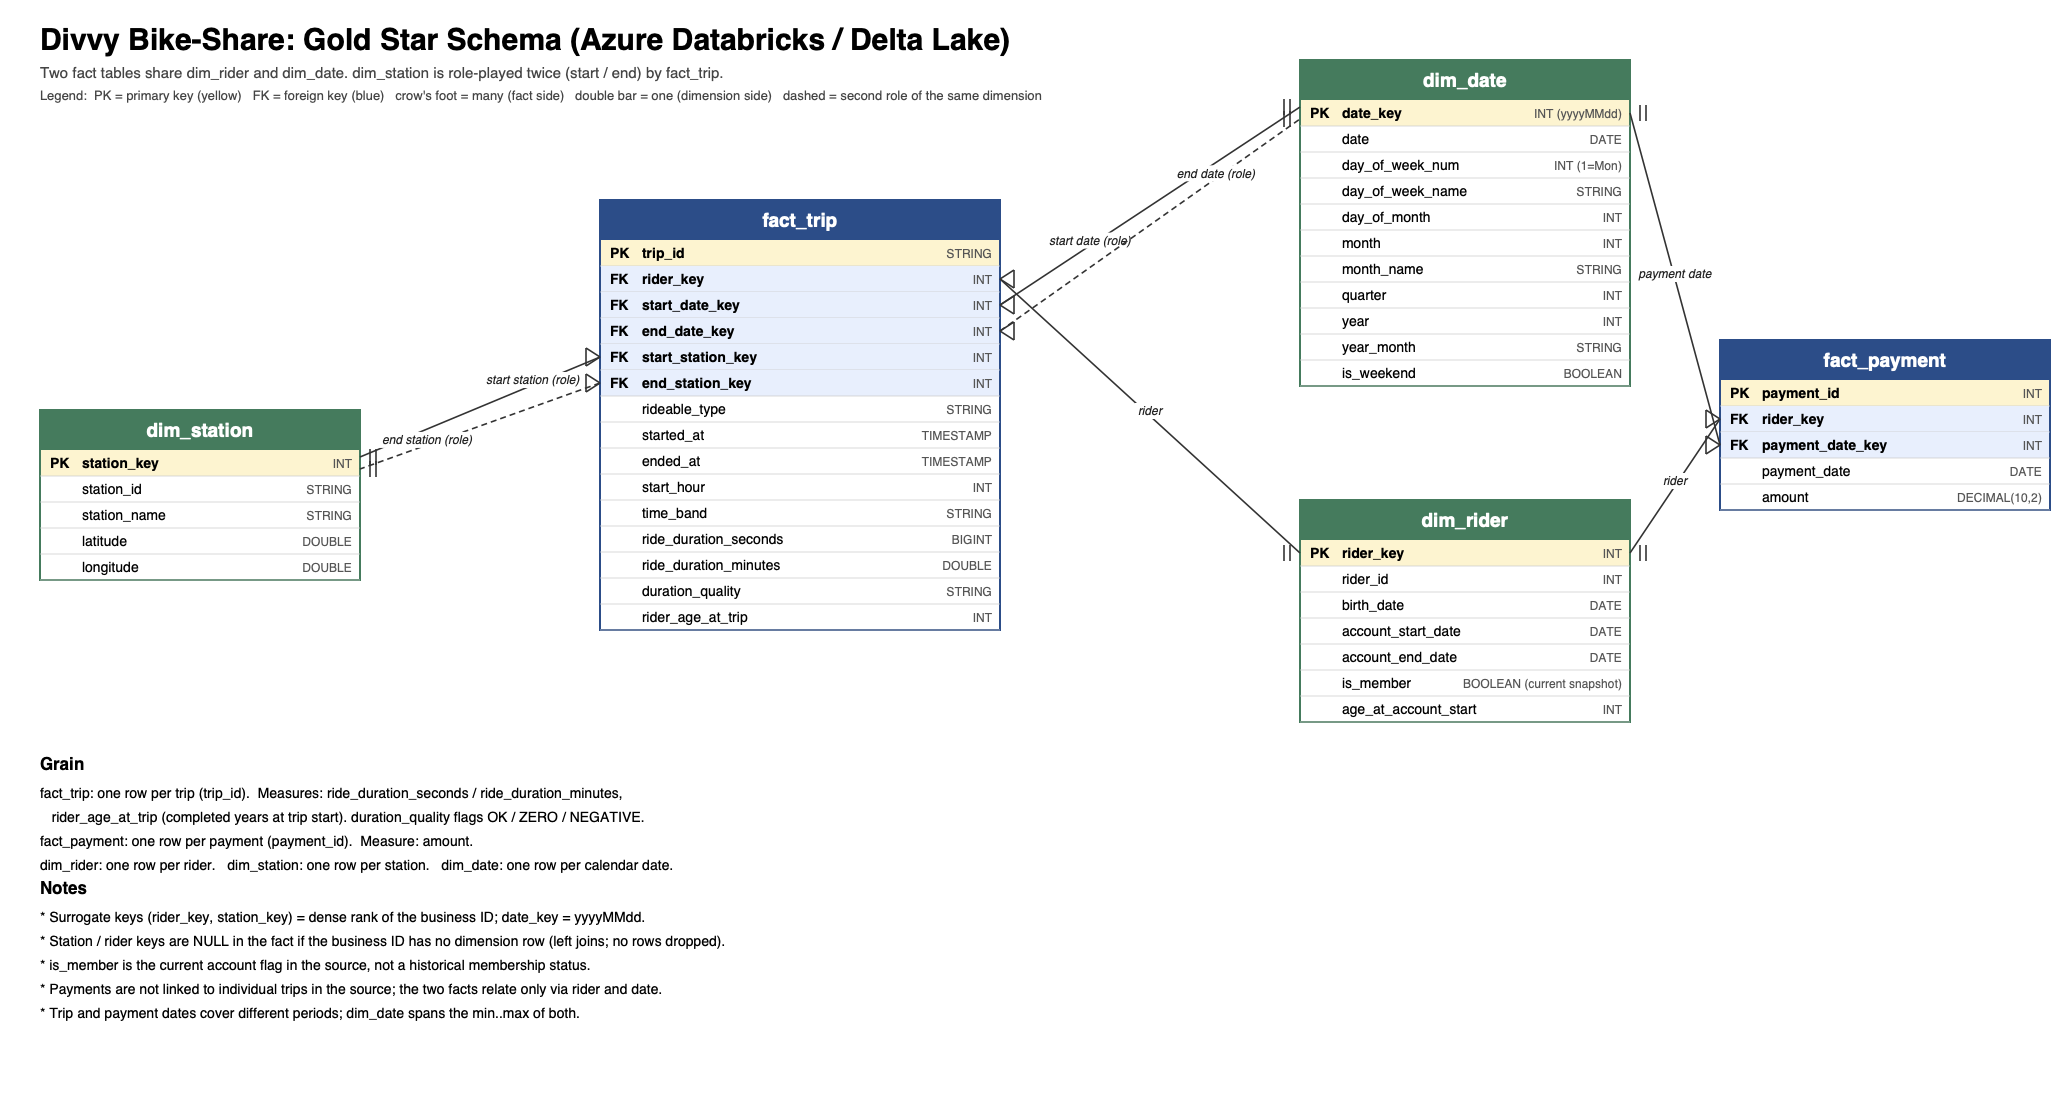 Divvy Bike-Share: Gold Star Schema (Azure Databricks / Delta Lake)
Two fact tables share dim_rider and dim_date. dim_station is role-played twice (start / end) by fact_trip.
Legend:  PK = primary key (yellow)   FK = foreign key (blue)   crow's foot = many (fact side)   double bar = one (dimension side)   dashed = second role of the same dimension
dim_date
PK date_key INT (yyyyMMdd)
date DATE
day_of_week_num INT (1=Mon)
day_of_week_name STRING
day_of_month INT
month INT
month_name STRING
quarter INT
year INT
year_month STRING
is_weekend BOOLEAN
end date (role)
start date (role)
payment date
fact_trip
PK trip_id STRING
FK rider_key INT
FK start_date_key INT
FK end_date_key INT
FK start_station_key INT
FK end_station_key INT
rideable_type STRING
started_at TIMESTAMP
ended_at TIMESTAMP
start_hour INT
time_band STRING
ride_duration_seconds BIGINT
ride_duration_minutes DOUBLE
duration_quality STRING
rider_age_at_trip INT
start station (role)
end station (role)
rider
dim_station
PK station_key INT
station_id STRING
station_name STRING
latitude DOUBLE
longitude DOUBLE
fact_payment
PK payment_id INT
FK rider_key INT
FK payment_date_key INT
payment_date DATE
amount DECIMAL(10,2)
rider
dim_rider
PK rider_key INT
rider_id INT
birth_date DATE
account_start_date DATE
account_end_date DATE
is_member BOOLEAN (current snapshot)
age_at_account_start INT
Grain
fact_trip: one row per trip (trip_id).  Measures: ride_duration_seconds / ride_duration_minutes,
rider_age_at_trip (completed years at trip start). duration_quality flags OK / ZERO / NEGATIVE.
fact_payment: one row per payment (payment_id).  Measure: amount.
dim_rider: one row per rider.   dim_station: one row per station.   dim_date: one row per calendar date.
Notes
* Surrogate keys (rider_key, station_key) = dense rank of the business ID; date_key = yyyyMMdd.
* Station / rider keys are NULL in the fact if the business ID has no dimension row (left joins; no rows dropped).
* is_member is the current account flag in the source, not a historical membership status.
* Payments are not linked to individual trips in the source; the two facts relate only via rider and date.
* Trip and payment dates cover different periods; dim_date spans the min..max of both.